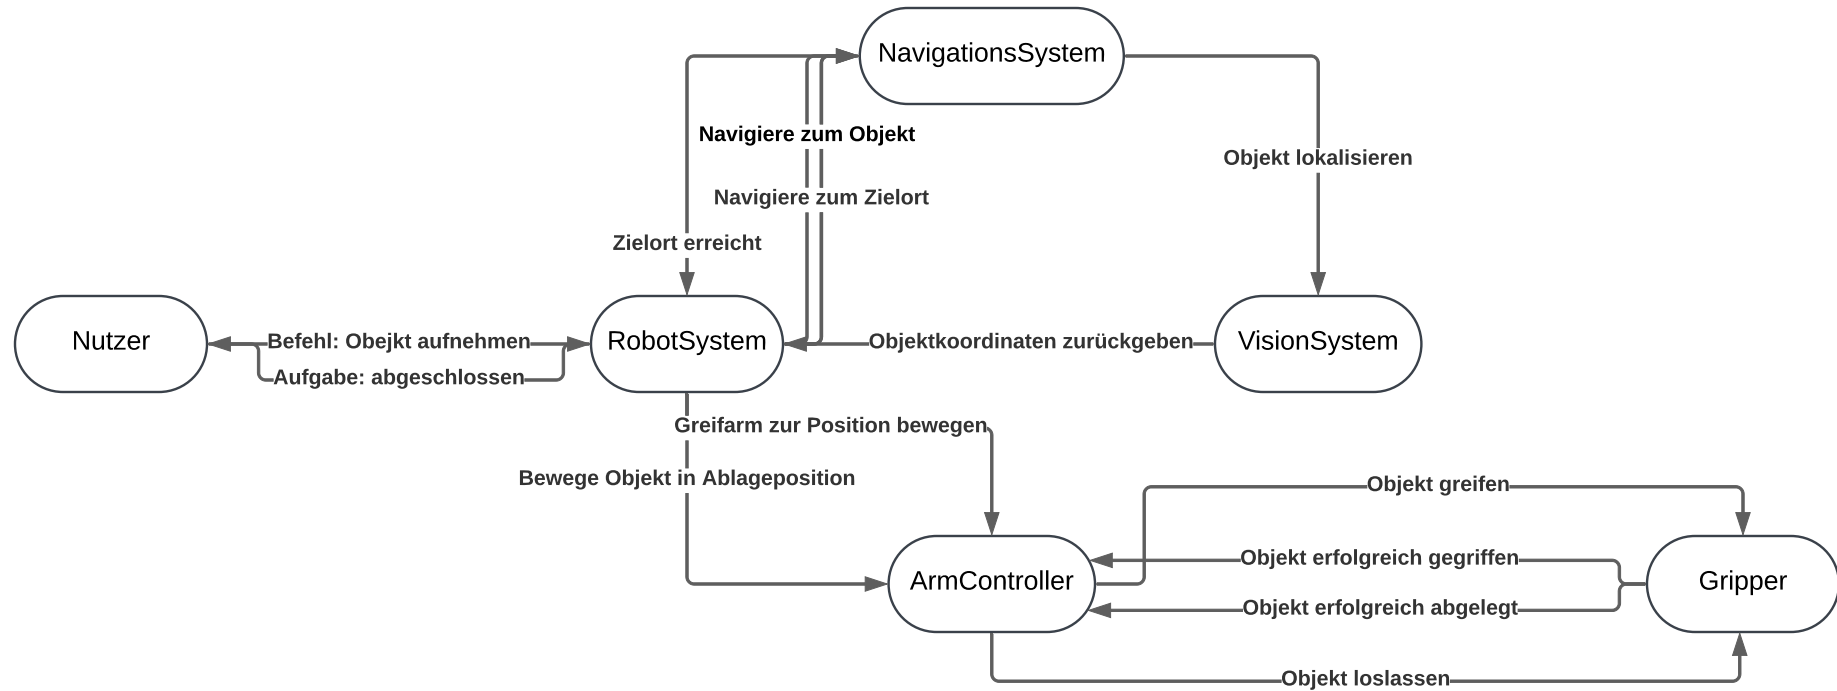 NavigationsSystem
Navigiere zum Objekt
Objekt lokalisieren
Navigiere zum Zielort
Zielort erreicht
Nutzer
Befehl: Obejkt aufnehmen
Aufgabe: abgeschlossen
RobotSystem
Objektkoordinaten zurückgeben
VisionSystem
Greifarm zur Position bewegen
Bewege Objekt in Ablageposition
Objekt greifen
Objekt erfolgreich gegriffen
ArmController
Gripper
Objekt erfolgreich abgelegt
Objekt loslassen